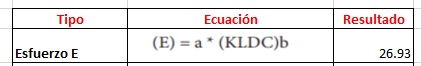 Tipo Ecuación Resultado
Esfuerzo E (E) = a * (KLDC)b 26.93